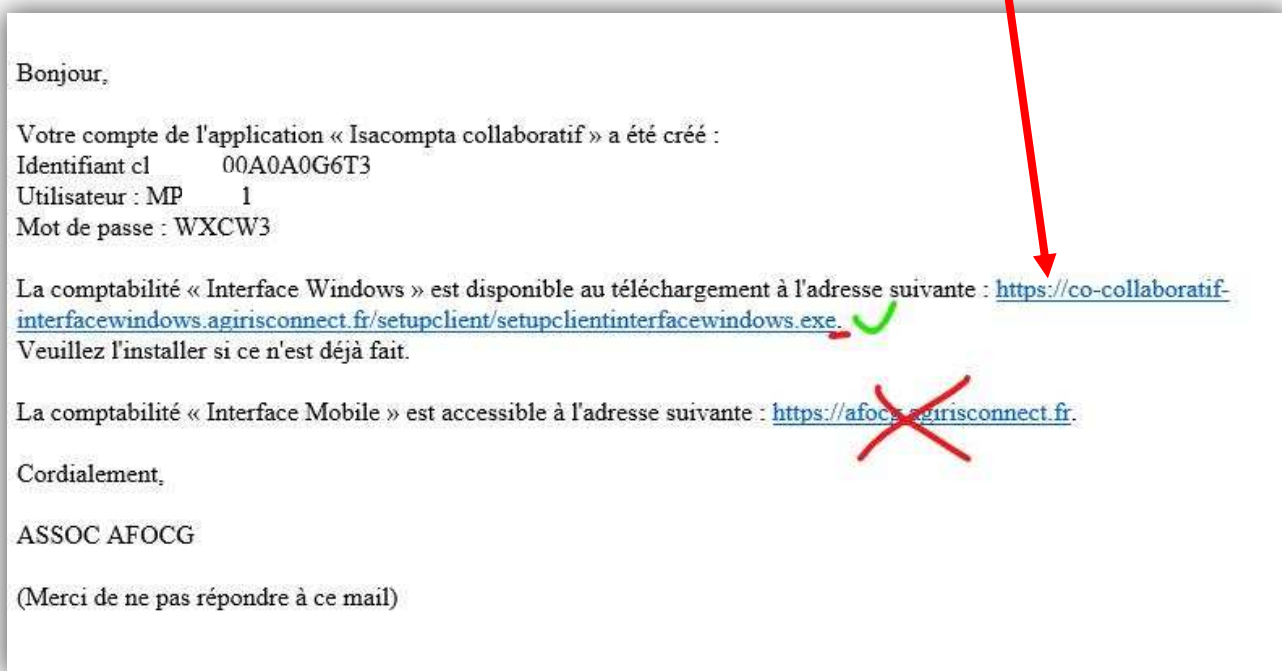 Bonjour,
Votre compte de l'application « Isacompta collaboratif » a été créé :
Identifiant cl 00A0A0G6T3
Utilisateur : MP 1
Mot de passe : WXCW3
La comptabilité « Interface Windows » est disponible au téléchargement à l'adresse suivante : https://co-collaboratif-
interfacewindows.agirisconnect.fr/setupclient/setupclientinterfacewindows.exe.
Veuillez l'installer si ce n'est déjà fait.
La comptabilité « Interface Mobile » est accessible à l'adresse suivante : https://afocg.agirisconnect.fr.
Cordialement,
ASSOC AFOCG
(Merci de ne pas répondre à ce mail)